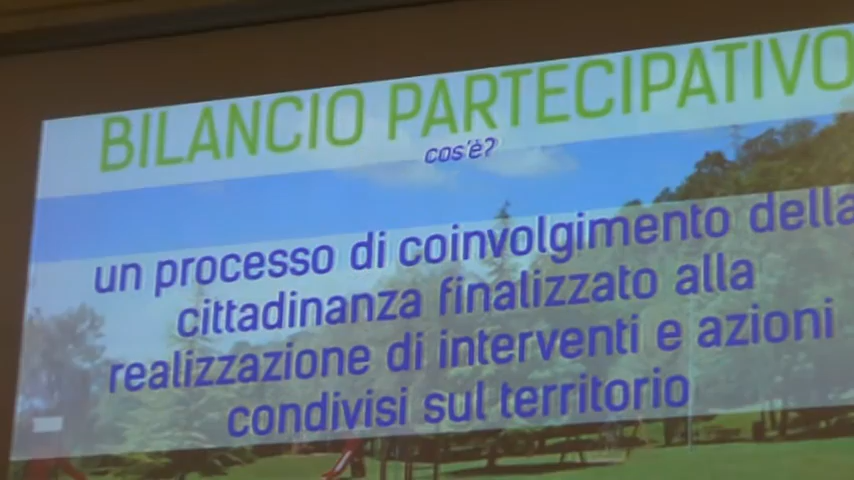 BILANCIO PARTECIPATIVO
cos'è?
un processo di coinvolgimento della
cittadinanza finalizzato alla
realizzazione di interventi e azioni
condivisi sul territorio